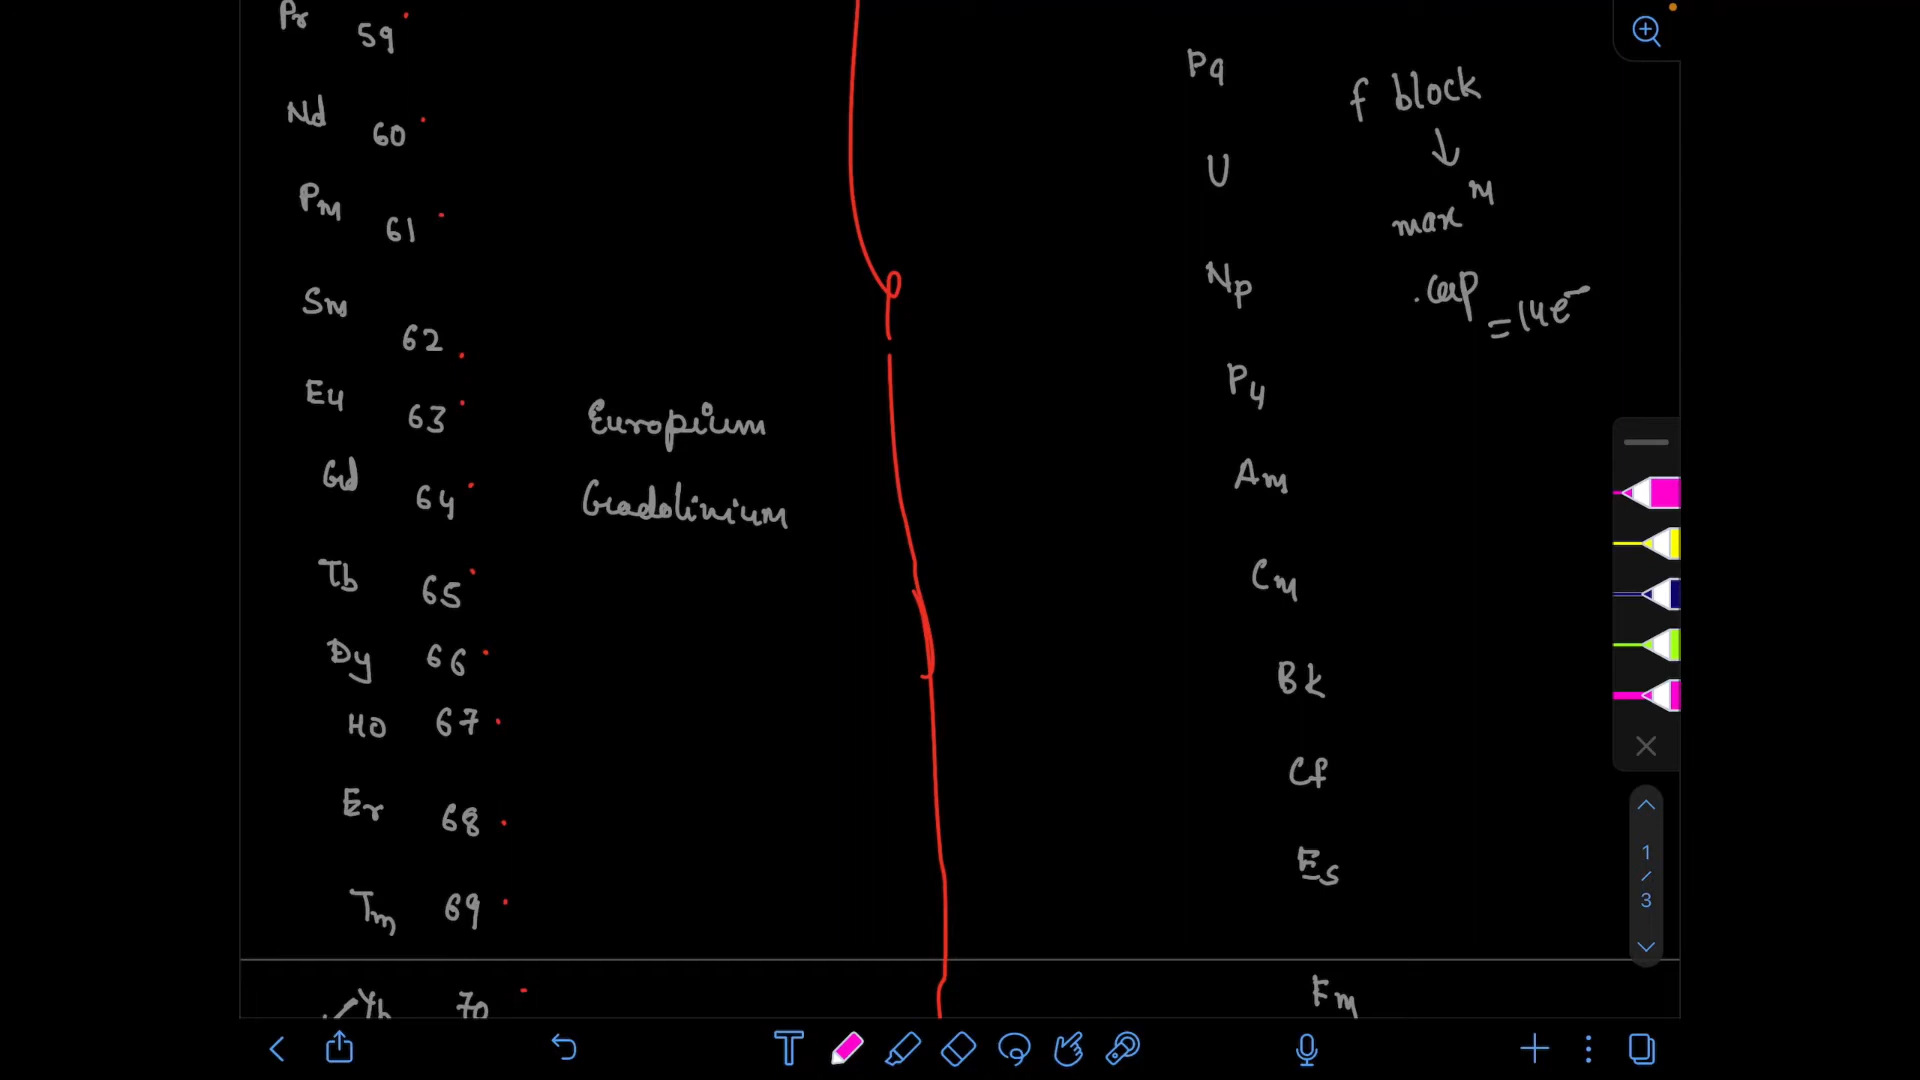 Pr 59
Nd 60
Pm 61
Sm 62
Eu 63 Europium
Gd 64 Gradolinium
Tb 65
Dy 66
Ho 67
Er 68
Tm 69
Yb 70
Pa
U
Np
Pu
Am
Cm
Bk
Cf
Es
Fm
f block
↓
max^m
. cap = 14e⁻
1
/
3